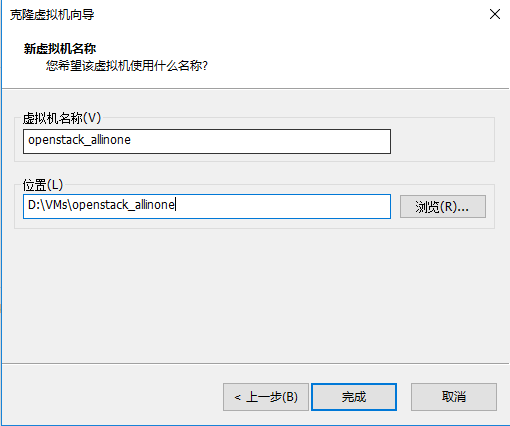 克隆虚拟机向导
新虚拟机名称
您希望该虚拟机使用什么名称?
虚拟机名称(V)
openstack_allinone
位置(L)
D:\VMs\openstack_allinone
浏览(R)...
< 上一步(B)
完成
取消